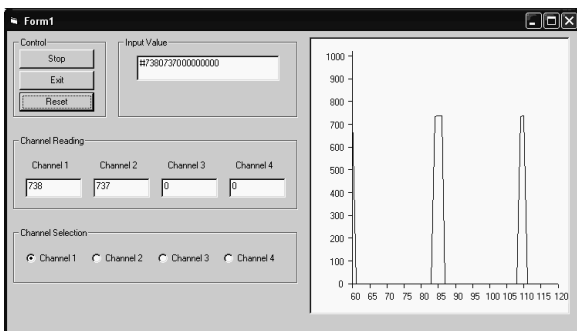 Form1
Control
Stop
Exit
Reset
Input Value
#7380737000000000
Channel Reading
Channel 1 Channel 2 Channel 3 Channel 4
738 737 0 0
Channel Selection
Channel 1 Channel 2 Channel 3 Channel 4
1000
900
800
700
600
500
400
300
200
100
0
60 65 70 75 80 85 90 95 100 105 110 115 120